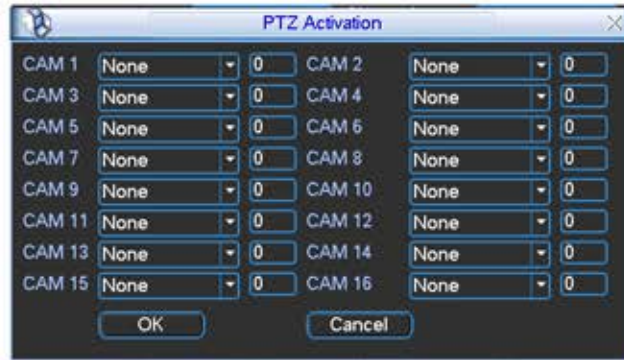 PTZ Activation
CAM 1 None 0 CAM 2 None 0
CAM 3 None 0 CAM 4 None 0
CAM 5 None 0 CAM 6 None 0
CAM 7 None 0 CAM 8 None 0
CAM 9 None 0 CAM 10 None 0
CAM 11 None 0 CAM 12 None 0
CAM 13 None 0 CAM 14 None 0
CAM 15 None 0 CAM 16 None 0
OK Cancel